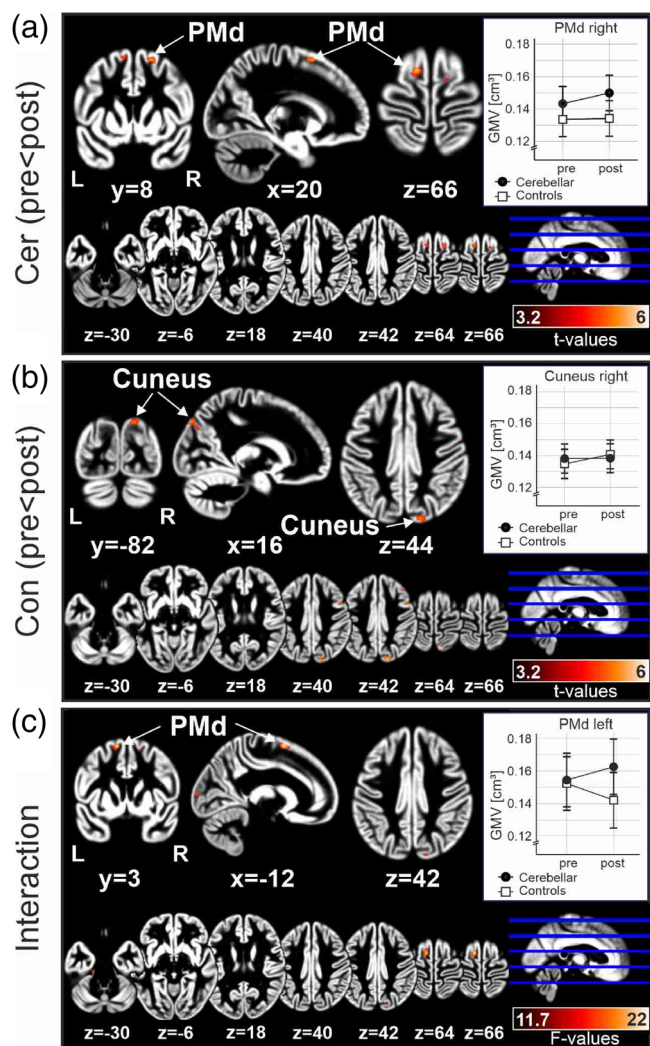 (a)
Cer (pre<post)
PMd
PMd
L
R
y=8
x=20
z=66
PMd right
GMV [cm³]
0.18
0.16
0.14
0.12
pre
post
Cerebellar
Controls
z=-30
z=-6
z=18
z=40
z=42
z=64
z=66
3.2
6
t-values
(b)
Con (pre<post)
Cuneus
L
R
Cuneus
y=-82
x=16
z=44
Cuneus right
GMV [cm³]
0.18
0.16
0.14
0.12
pre
post
Cerebellar
Controls
z=-30
z=-6
z=18
z=40
z=42
z=64
z=66
3.2
6
t-values
(c)
Interaction
PMd
L
R
y=3
x=-12
z=42
PMd left
GMV [cm³]
0.18
0.16
0.14
0.12
pre
post
Cerebellar
Controls
z=-30
z=-6
z=18
z=40
z=42
z=64
z=66
11.7
22
F-values